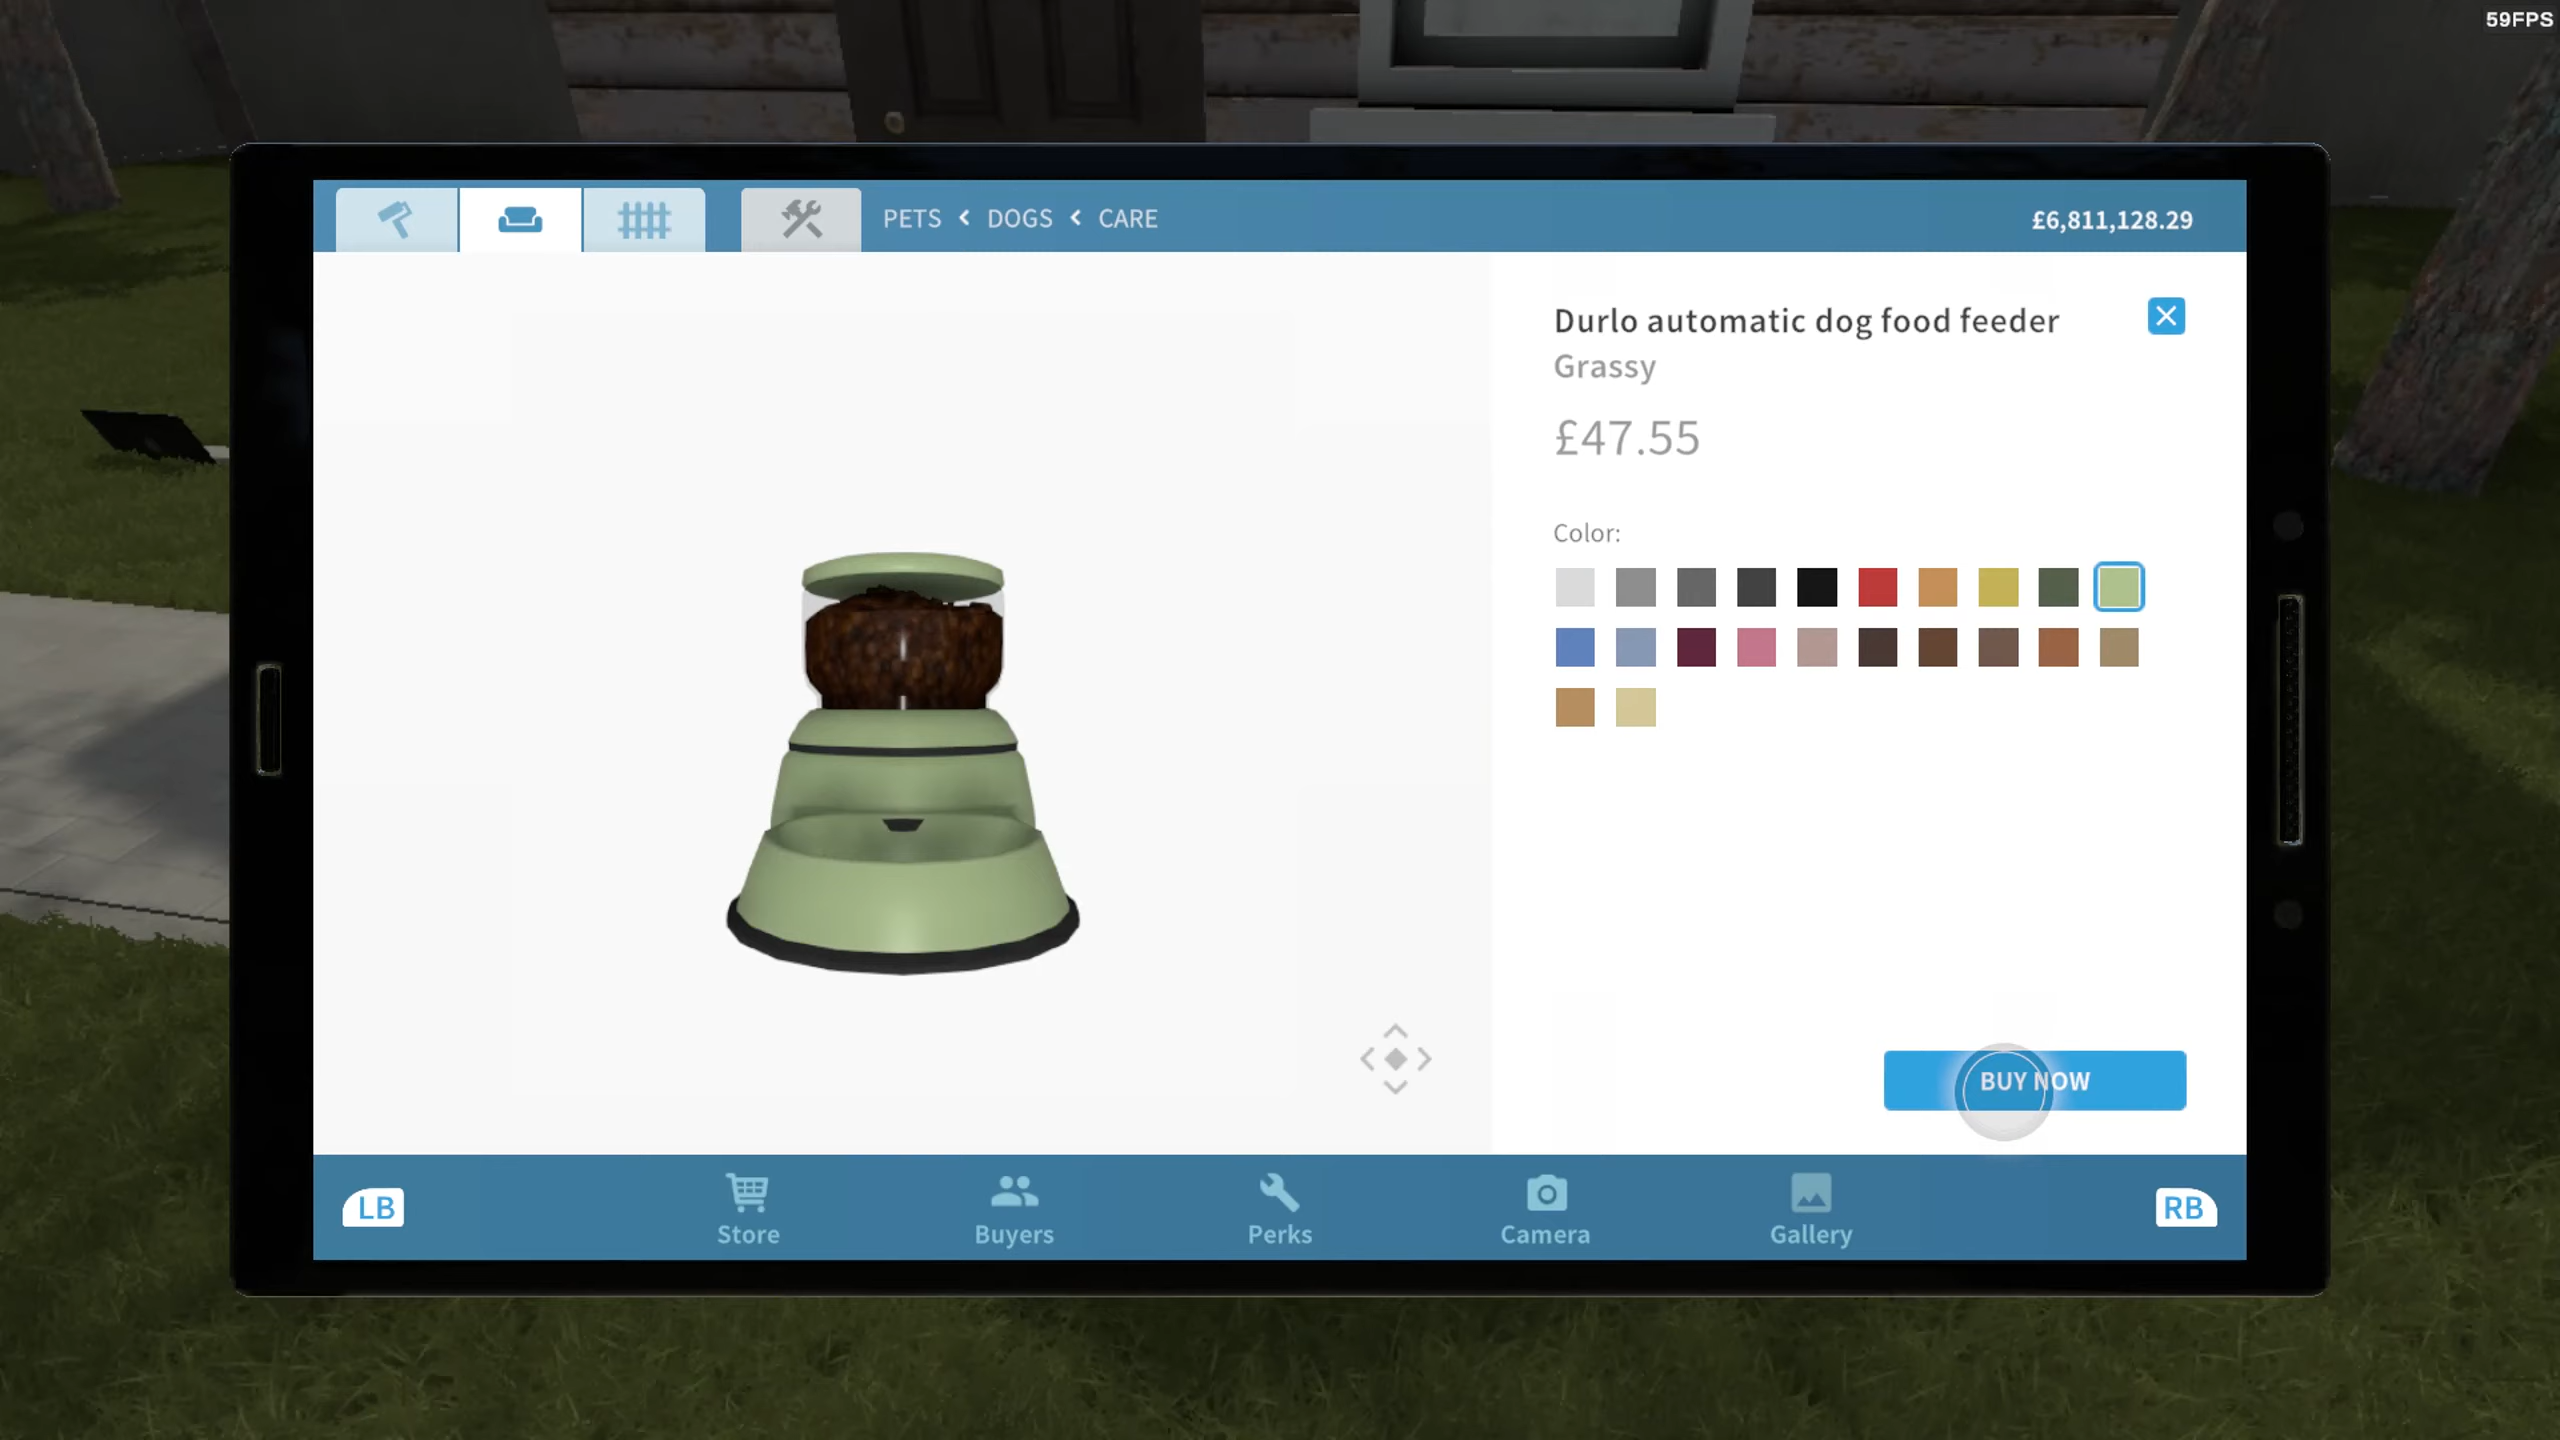 59FPS
PETS < DOGS < CARE
£6,811,128.29
Durlo automatic dog food feeder
Grassy
£47.55
Color:
BUY NOW
LB
Store
Buyers
Perks
Camera
Gallery
RB